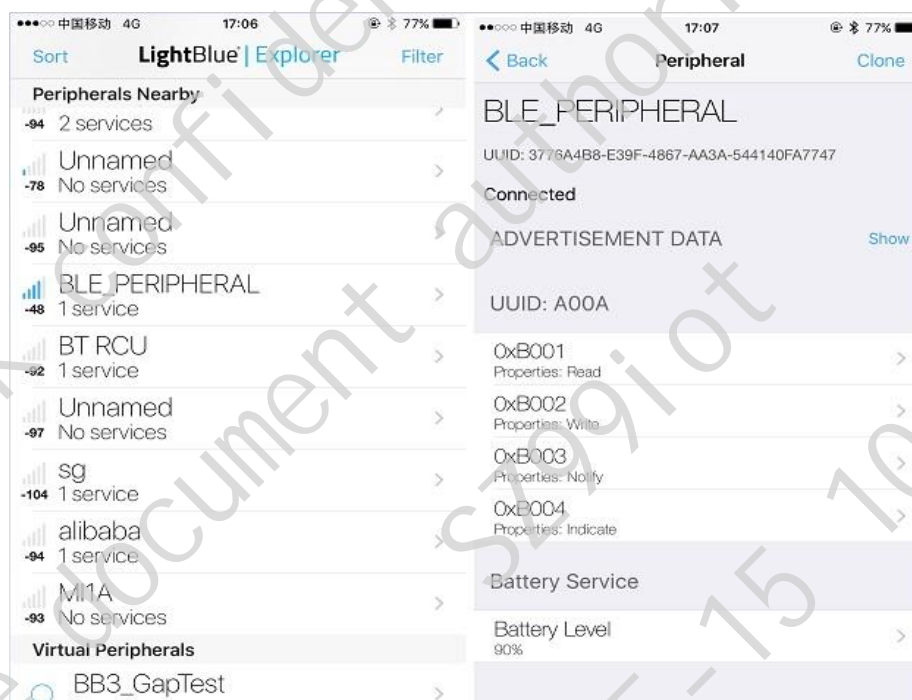 中国移动 4G 17:06 77%
Sort LightBlue | Explorer Filter
Peripherals Nearby
-94 2 services
Unnamed
-78 No services
Unnamed
-95 No services
BLE_PERIPHERAL
-48 1 service
BT RCU
-92 1 service
Unnamed
-97 No services
sg
-104 1 service
alibaba
-94 1 service
MI1A
-93 No services
Virtual Peripherals
BB3_GapTest
中国移动 4G 17:07 77%
Back Peripheral Clone
BLE_PERIPHERAL
UUID: 3776A4B8-E39F-4867-AA3A-544140FA7747
Connected
ADVERTISEMENT DATA Show
UUID: A00A
0xB001
Properties: Read
0xB002
Properties: Write
0xB003
Properties: Notify
0xB004
Properties: Indicate
Battery Service
Battery Level
90%
document